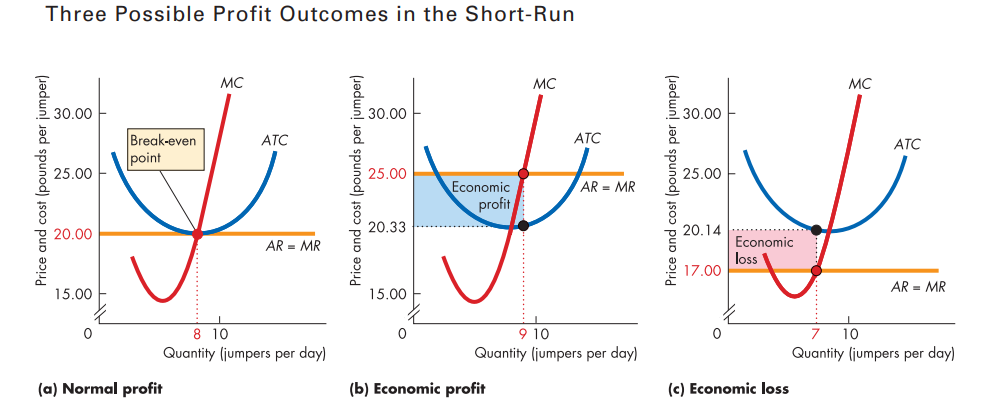 Three Possible Profit Outcomes in the Short-Run
Price and cost (pounds per jumper)
30.00
25.00
20.00
15.00
0
8
10
MC
ATC
Break-even
point
AR = MR
Quantity (jumpers per day)
(a) Normal profit
Price and cost (pounds per jumper)
30.00
25.00
20.33
15.00
0
9
10
MC
ATC
Economic
profit
AR = MR
Quantity (jumpers per day)
(b) Economic profit
Price and cost (pounds per jumper)
30.00
25.00
20.14
17.00
15.00
0
7
10
MC
ATC
Economic
loss
AR = MR
Quantity (jumpers per day)
(c) Economic loss